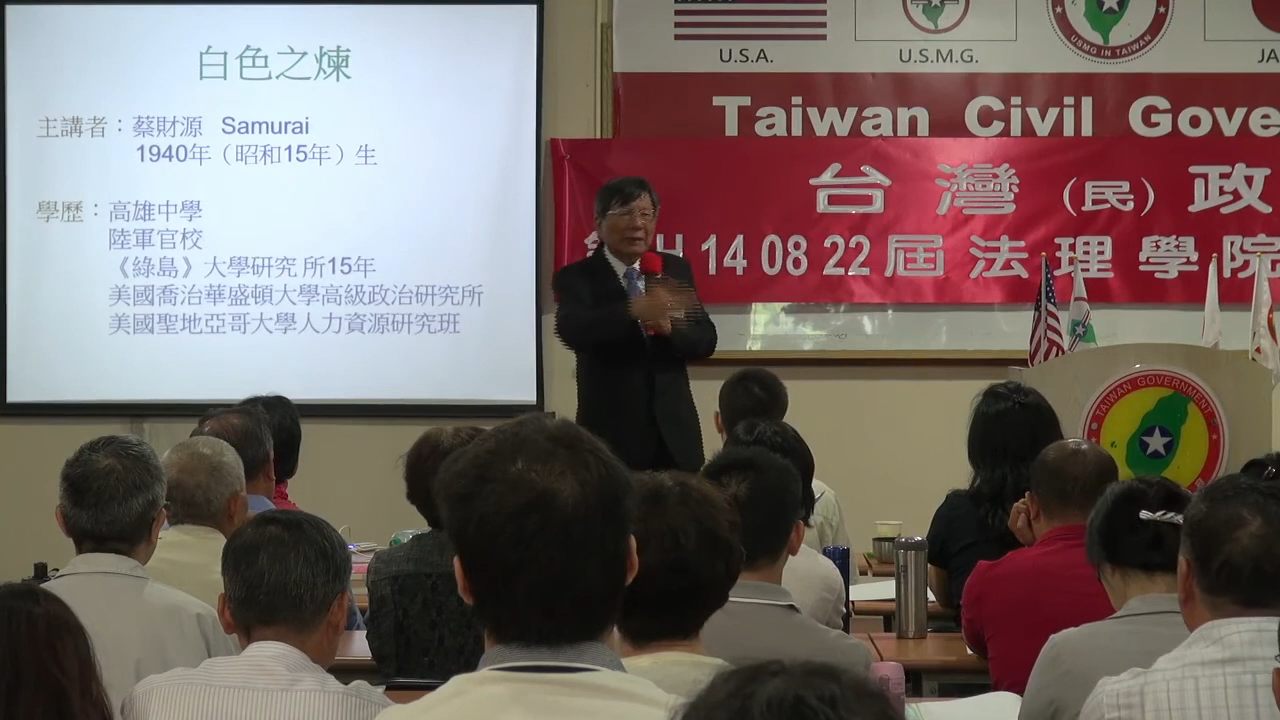 白色之煉
主講者：蔡財源 Samurai
1940年（昭和15年）生
學歷：高雄中學
陸軍官校
《綠島》大學研究 所15年
美國喬治華盛頓大學高級政治研究所
美國聖地亞哥大學人力資源研究班
U.S.A.
U.S.M.G.
USMG IN TAIWAN
JA
Taiwan Civil Gove
台灣（民）政
14 08 22屆法理學院
TAIWAN GOVERNMENT